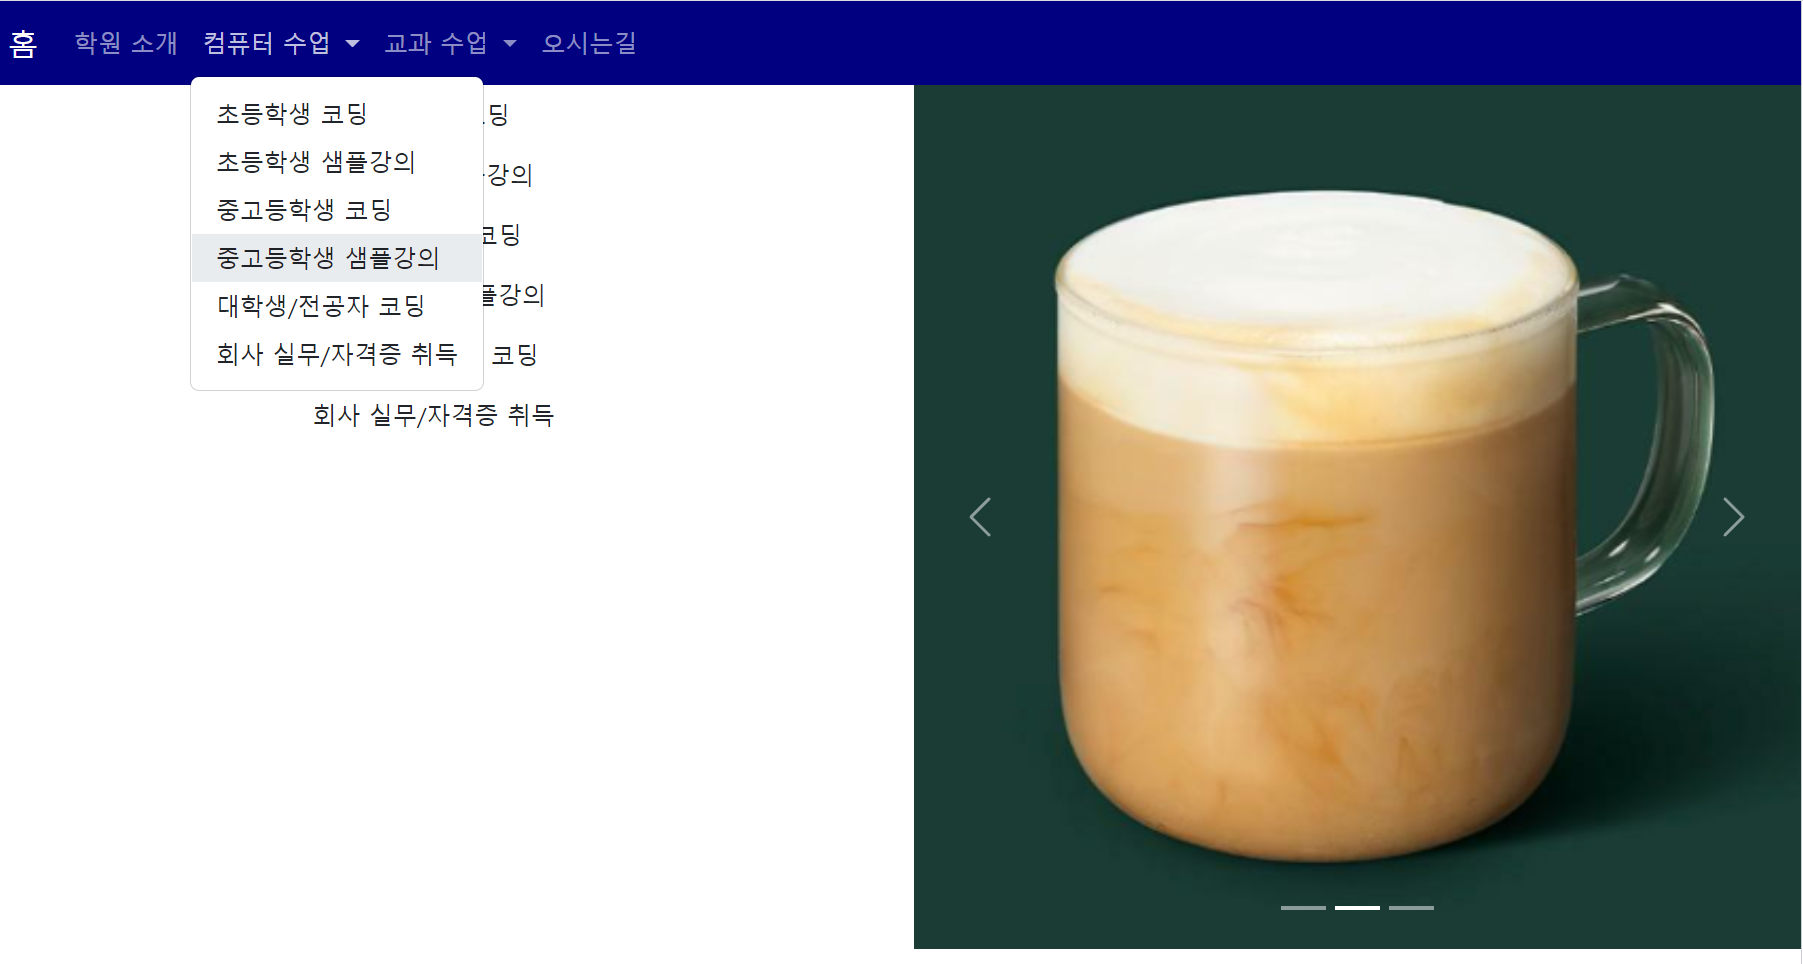 홈 학원 소개 컴퓨터 수업 교과 수업 오시는길
초등학생 코딩
초등학생 샘플강의
중고등학생 코딩
중고등학생 샘플강의
대학생/전공자 코딩
회사 실무/자격증 취득
딩
강의
코딩
플강의
코딩
회사 실무/자격증 취득